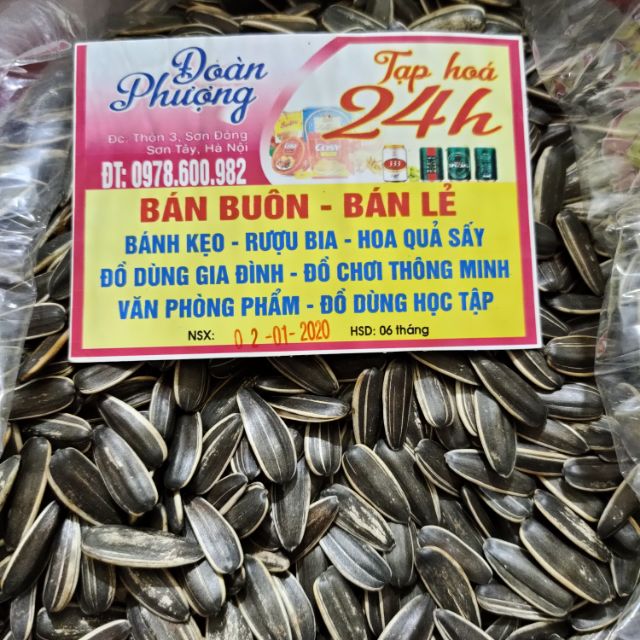 Đoàn Phượng
Tạp hoá 24h
Đc. Thôn 3, Sơn Đông
Sơn Tây, Hà Nội
ĐT: 0978.600.982
333
BÁN BUÔN - BÁN LẺ
BÁNH KẸO - RƯỢU BIA - HOA QUẢ SẤY
ĐỒ DÙNG GIA ĐÌNH - ĐỒ CHƠI THÔNG MINH
VĂN PHÒNG PHẨM - ĐỒ DÙNG HỌC TẬP
NSX: 02-01-2020 HSD: 06 tháng